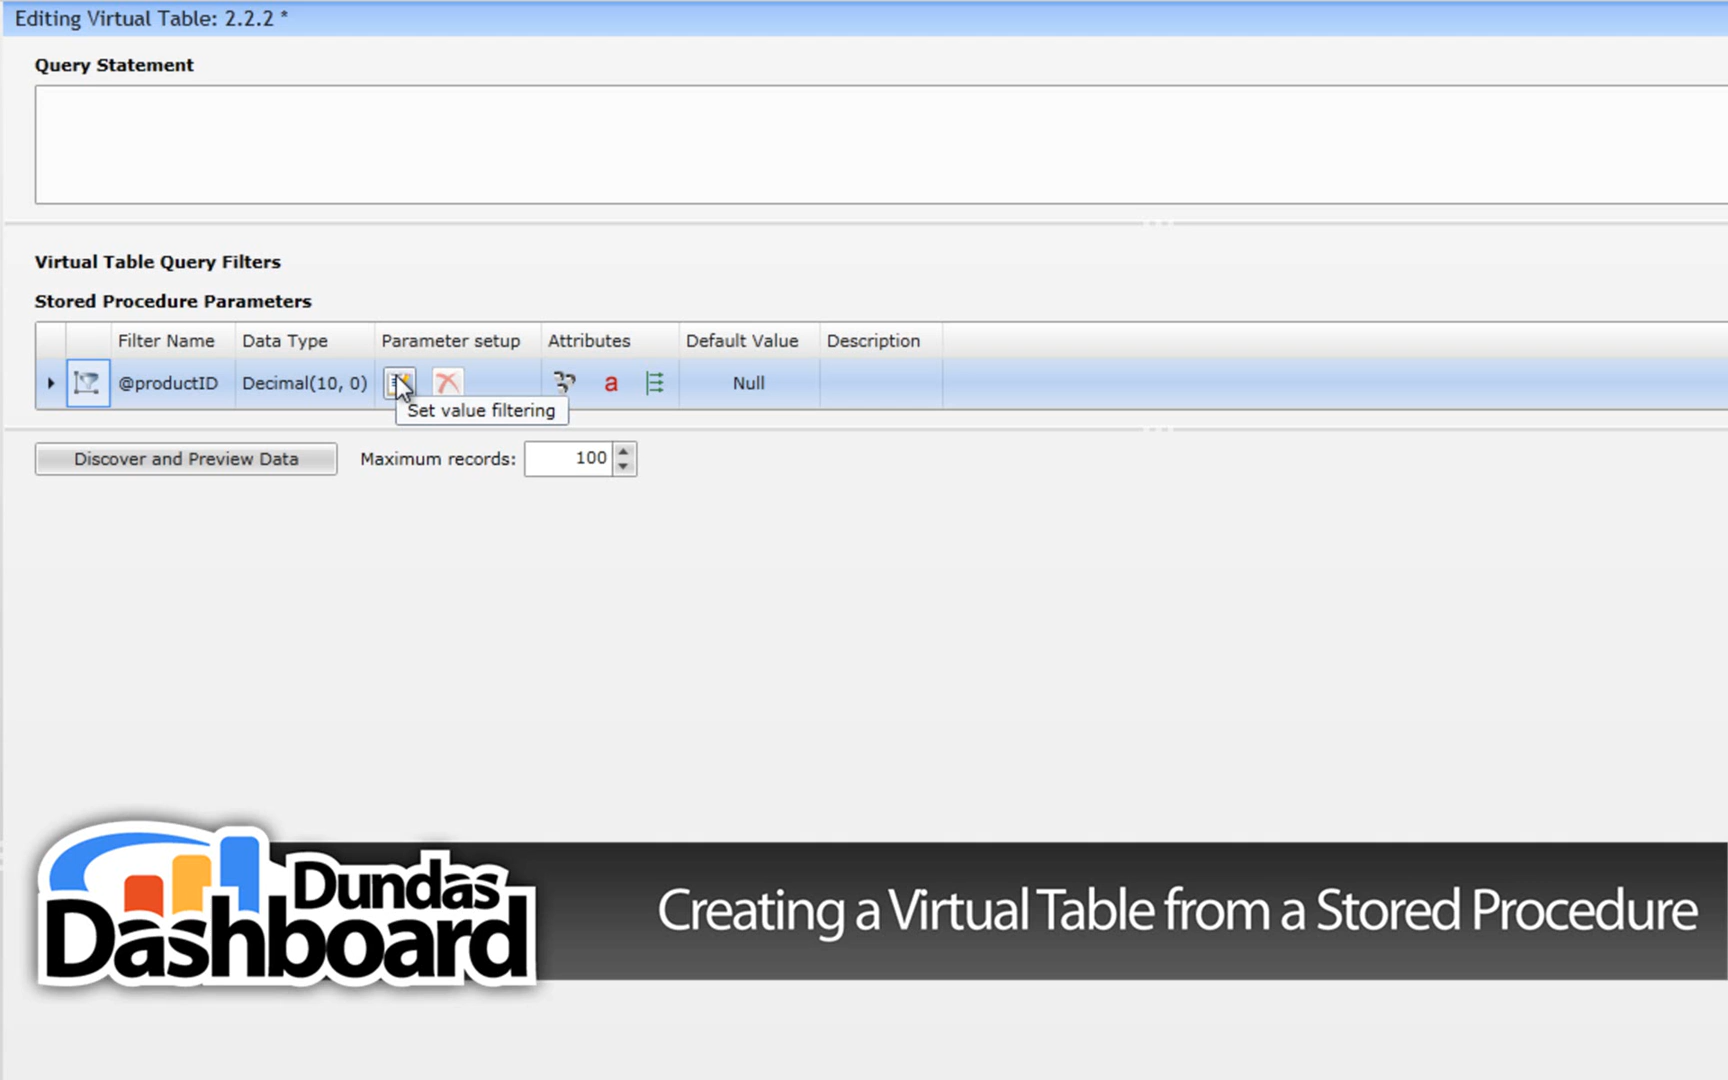 Editing Virtual Table: 2.2.2 *
Query Statement
Virtual Table Query Filters
Stored Procedure Parameters
Filter Name Data Type Parameter setup Attributes Default Value Description
@productID Decimal(10, 0) a Null
Set value filtering
Discover and Preview Data Maximum records: 100
Dundas
Dashboard
Creating a Virtual Table from a Stored Procedure